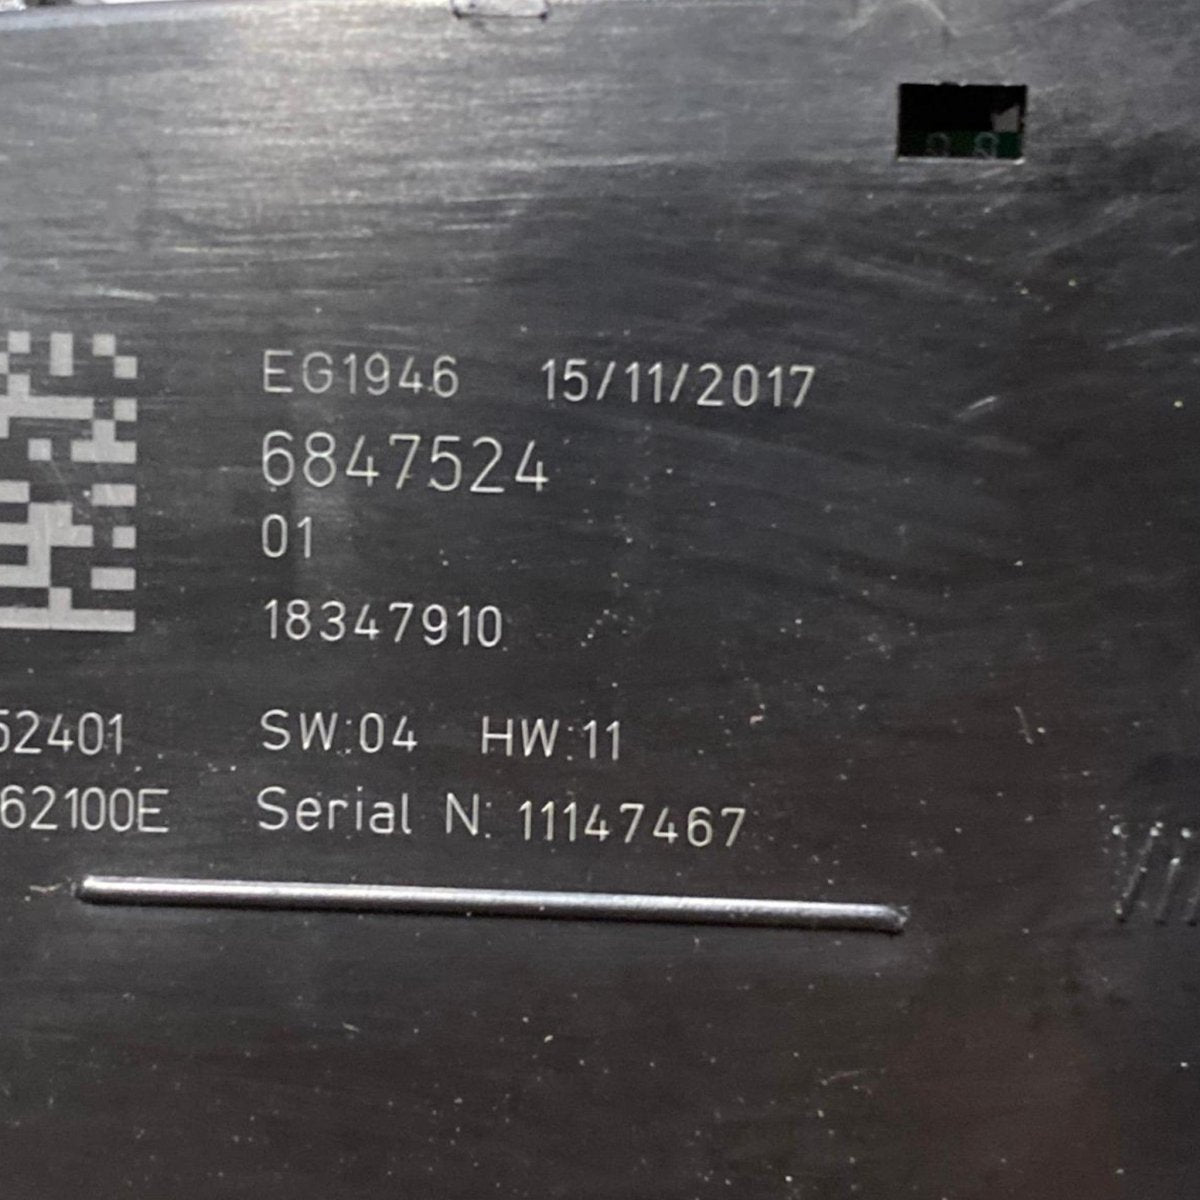 EG1946 15/11/2017
6847524
01
18347910
52401 SW:04 HW:11
62100E Serial N: 11147467